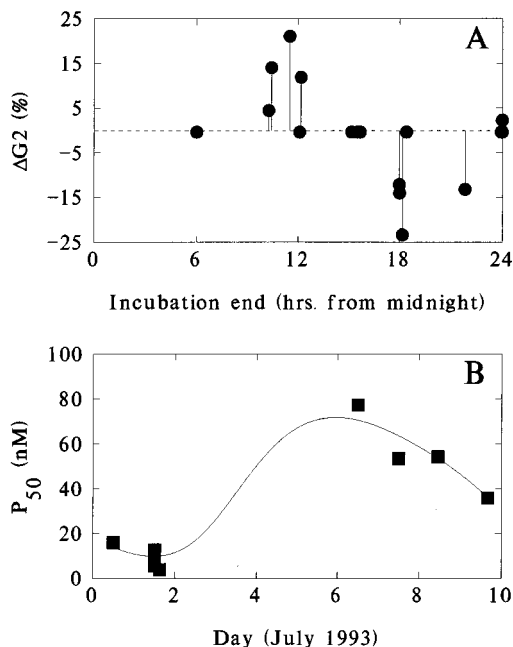 A
25
15
5
−5
−15
−25
ΔG2 (%)
0 6 12 18 24
Incubation end (hrs. from midnight)
B
100
80
60
40
20
0
P50 (nM)
0 2 4 6 8 10
Day (July 1993)